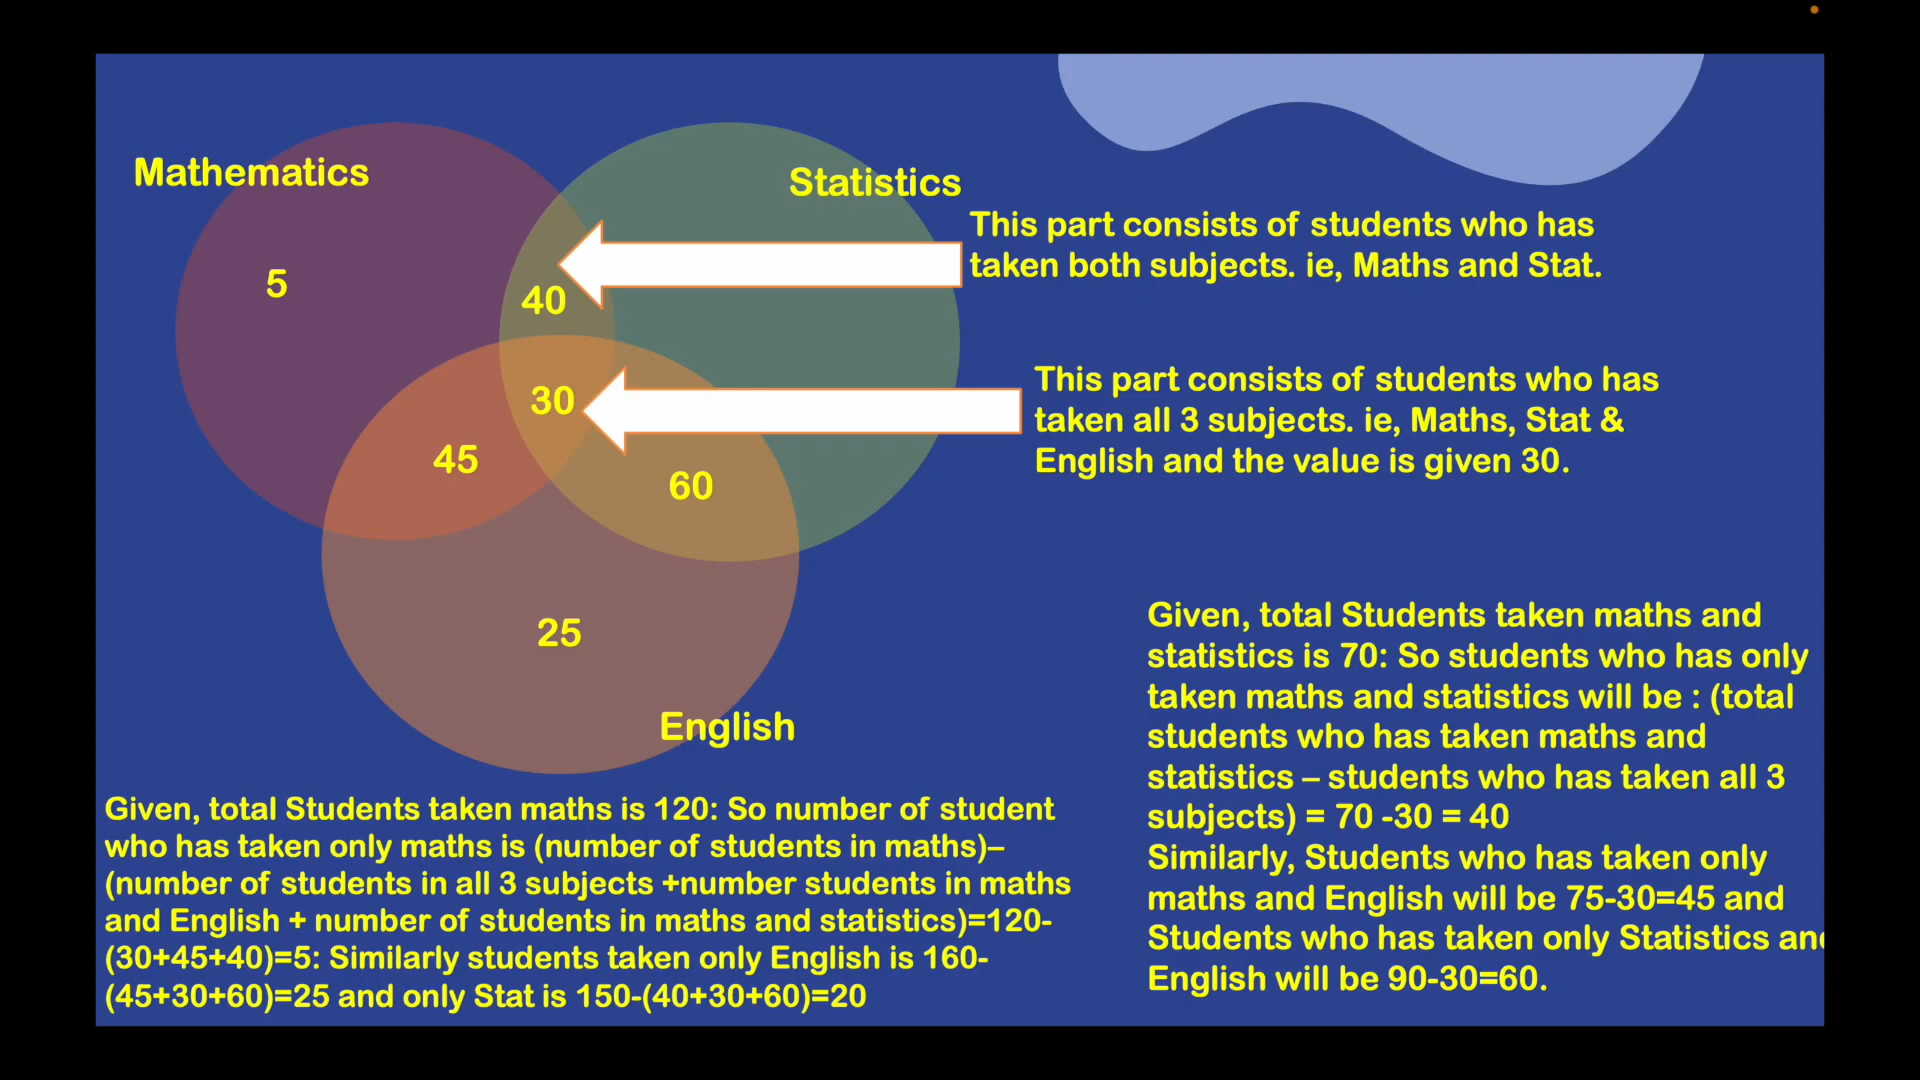 Mathematics
Statistics
5
40
30
45
60
25
English
This part consists of students who has
taken both subjects. ie, Maths and Stat.
This part consists of students who has
taken all 3 subjects. ie, Maths, Stat &
English and the value is given 30.
Given, total Students taken maths and
statistics is 70: So students who has only
taken maths and statistics will be : (total
students who has taken maths and
statistics – students who has taken all 3
subjects) = 70 -30 = 40
Similarly, Students who has taken only
maths and English will be 75-30=45 and
Students who has taken only Statistics and
English will be 90-30=60.
Given, total Students taken maths is 120: So number of student
who has taken only maths is (number of students in maths)–
(number of students in all 3 subjects +number students in maths
and English + number of students in maths and statistics)=120-
(30+45+40)=5: Similarly students taken only English is 160-
(45+30+60)=25 and only Stat is 150-(40+30+60)=20